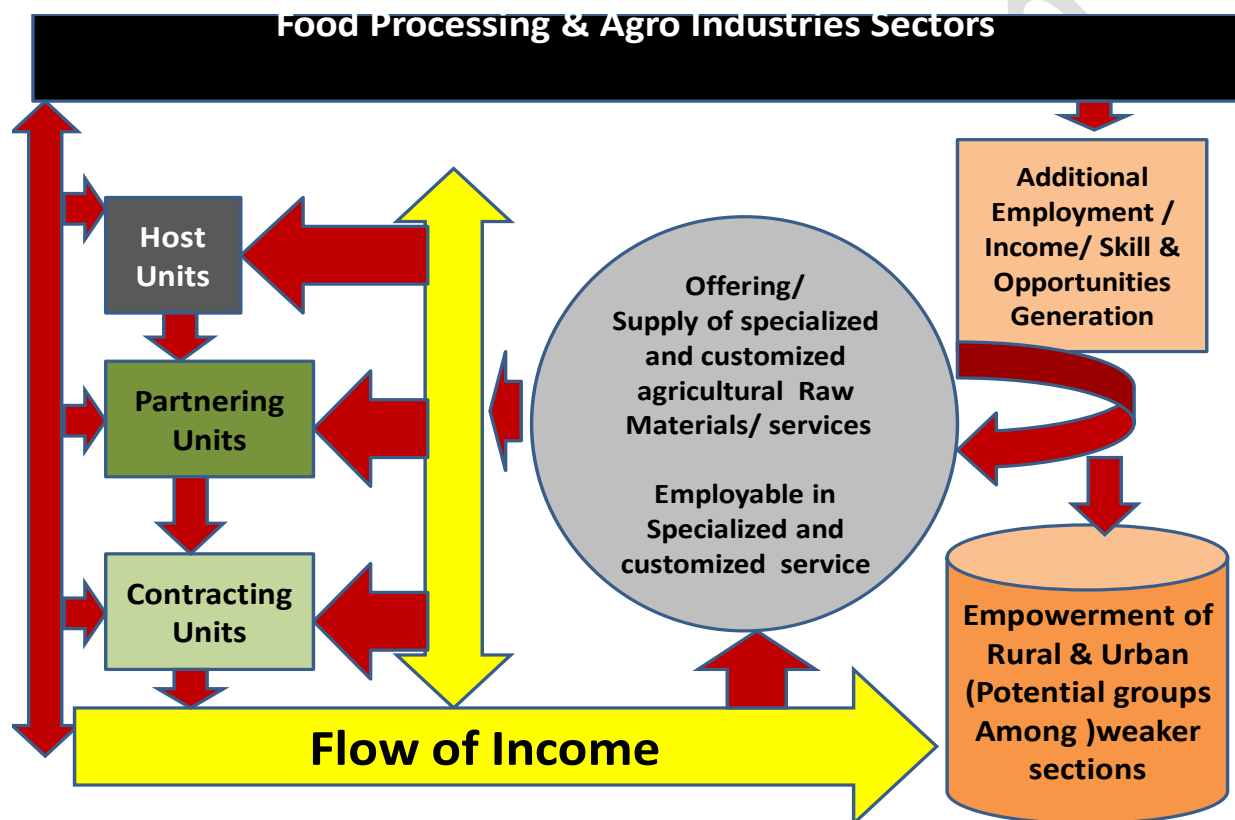 Food Processing & Agro Industries Sectors
Additional
Employment /
Income/ Skill &
Opportunities
Generation
Host
Units
Offering/
Supply of specialized
and customized
agricultural Raw
Materials/ services
Employable in
Specialized and
customized service
Partnering
Units
Contracting
Units
Empowerment of
Rural & Urban
(Potential groups
Among )weaker
sections
Flow of Income